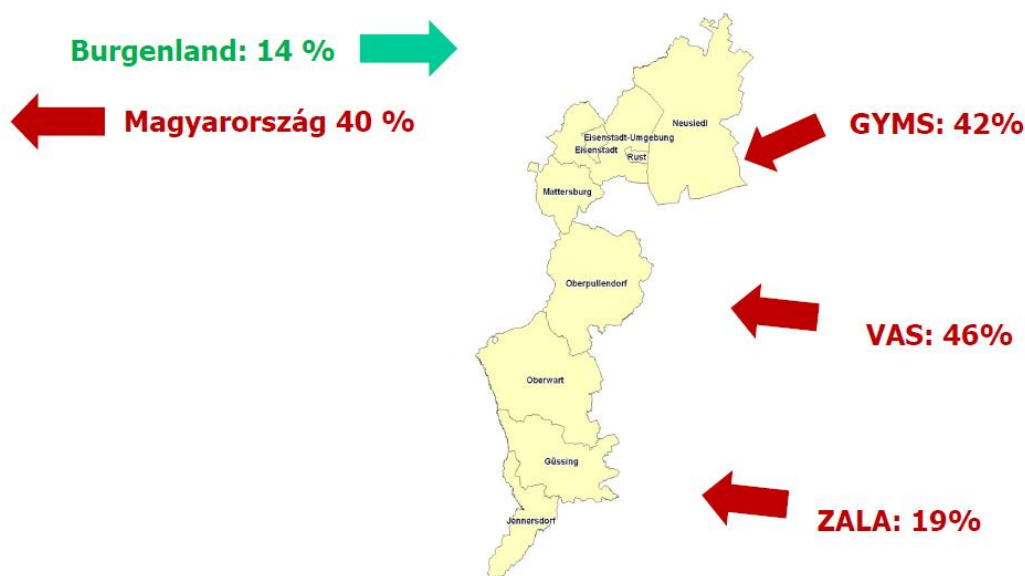 Burgenland: 14 %
Magyarország 40 %
GYMS: 42%
Neusiedl
Eisenstadt-Umgebung
Eisenstadt
Rust
Mattersburg
Oberpullendorf
VAS: 46%
Oberwart
Güssing
ZALA: 19%
Jennersdorf